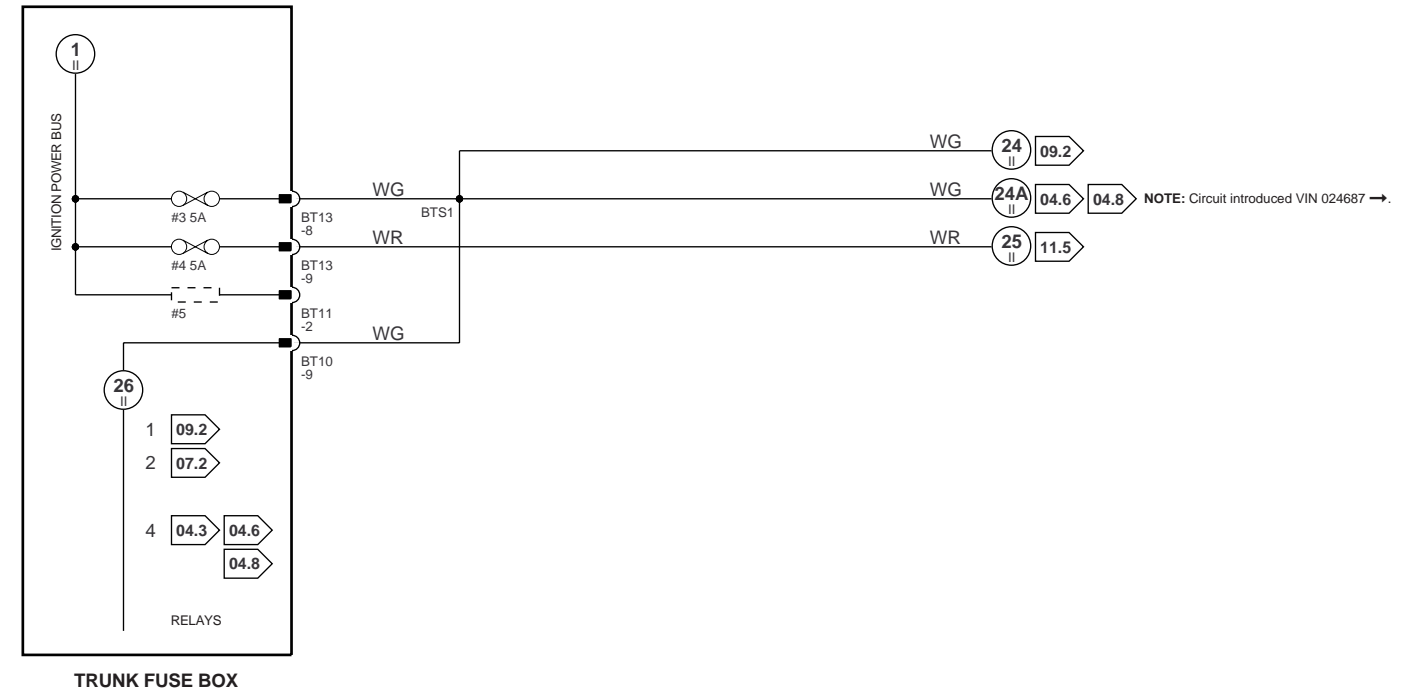 1
II
IGNITION POWER BUS
WG
24
II
09.2
#3 5A
BT13
-8
WG
BTS1
WG
24A
II
04.6
04.8
NOTE: Circuit introduced VIN 024687 →.
#4 5A
BT13
-9
WR
WR
25
II
11.5
#5
BT11
-2
WG
BT10
-9
26
II
1 09.2
2 07.2
4 04.3 04.6
04.8
RELAYS
TRUNK FUSE BOX